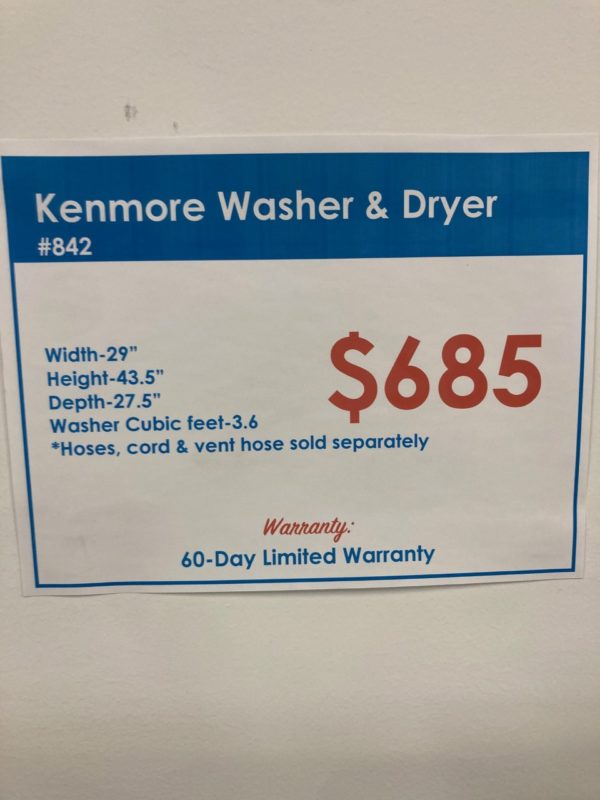 Kenmore Washer & Dryer
#842
Width-29”
Height-43.5”
$685
Depth-27.5”
Washer Cubic feet-3.6
*Hoses, cord & vent hose sold separately
Warranty:
60-Day Limited Warranty